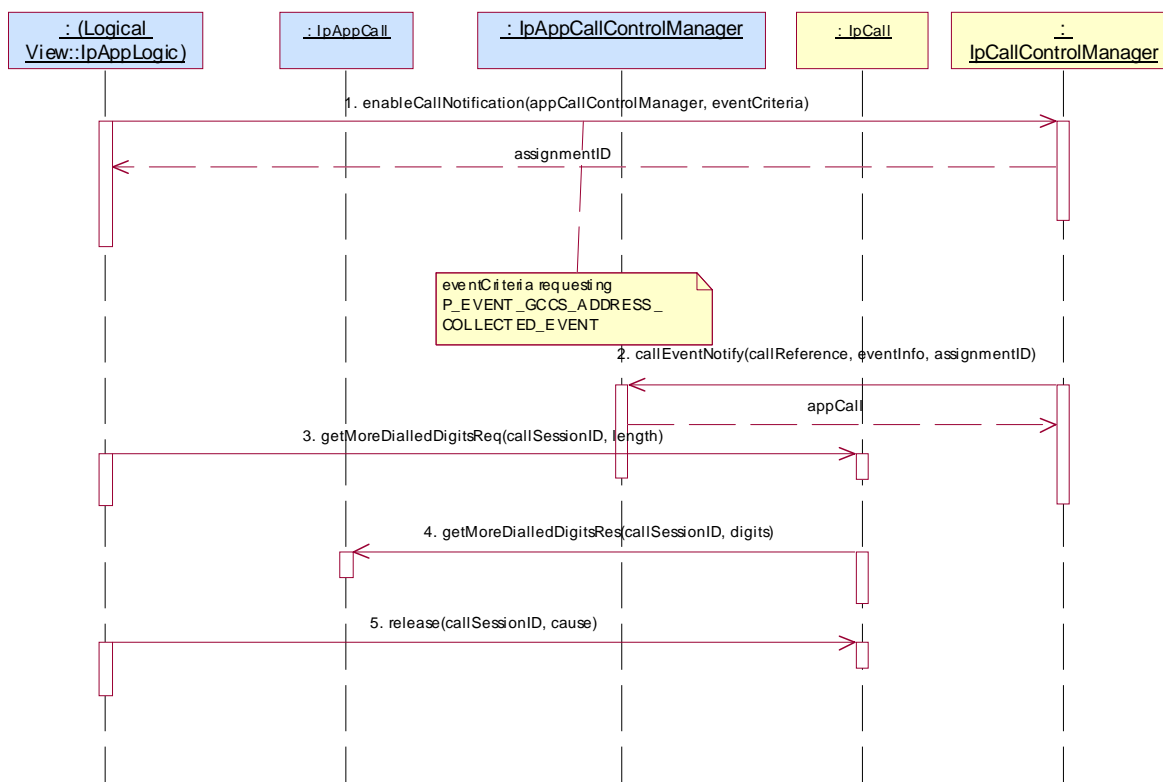 : (Logical
View::IpAppLogic)
: IpAppCall
: IpAppCallControlManager
: IpCall
:
IpCallControlManager
1. enableCallNotification(appCallControlManager, eventCriteria)
assignmentID
eventCriteria requesting
P_EVENT_GCCS_ADDRESS_
COLLECTED_EVENT
2. callEventNotify(callReference, eventInfo, assignmentID)
appCall
3. getMoreDialledDigitsReq(callSessionID, length)
4. getMoreDialledDigitsRes(callSessionID, digits)
5. release(callSessionID, cause)